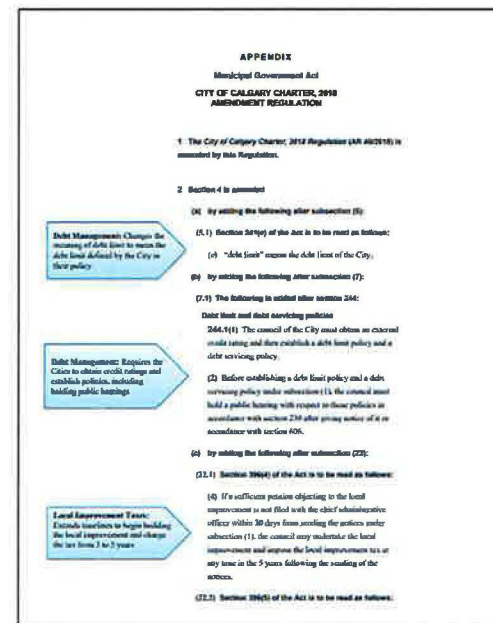 APPENDIX
Municipal Government Act
CITY OF CALGARY CHARTER, 2018
AMENDMENT REGULATION
1 The City of Calgary Charter, 2018 Regulation (AR 40/2018) is
amended by this Regulation.
2 Section 4 is amended
(a) by adding the following after subsection (5):
Debt Management: Changes the
meaning of debt limit to mean the
debt limit defined by the City in
their policy
(5.1) Section 241(e) of the Act is to be read as follows:
(e) “debt limit” means the debt limit of the City;
(b) by adding the following after subsection (7):
(7.1) The following is added after section 244:
Debt limit and debt servicing policies
244.1(1) The council of the City must obtain an external
credit rating and then establish a debt limit policy and a
debt servicing policy.
Debt Management: Requires the
Cities to obtain credit ratings and
establish policies, including
holding public hearings
(2) Before establishing a debt limit policy and a debt
servicing policy under subsection (1), the council must
hold a public hearing with respect to those policies in
accordance with section 230 after giving notice of it in
accordance with section 606.
(c) by adding the following after subsection (22):
(22.1) Section 396(4) of the Act is to be read as follows:
Local Improvement Taxes:
Extends timelines to begin building
the local improvement and charge
the tax from 3 to 5 years
(4) If a sufficient petition objecting to the local
improvement is not filed with the chief administrative
officer within 30 days from sending the notices under
subsection (1), the council may undertake the local
improvement and impose the local improvement tax at
any time in the 5 years following the sending of the
notices.
(22.2) Section 396(5) of the Act is to be read as follows: